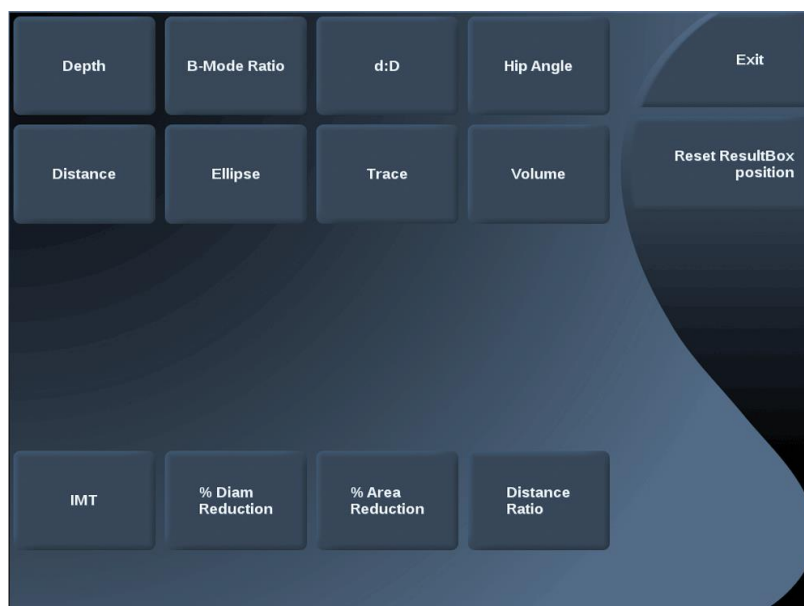 Depth
B-Mode Ratio
d:D
Hip Angle
Exit
Distance
Ellipse
Trace
Volume
Reset ResultBox
position
IMT
% Diam
Reduction
% Area
Reduction
Distance
Ratio